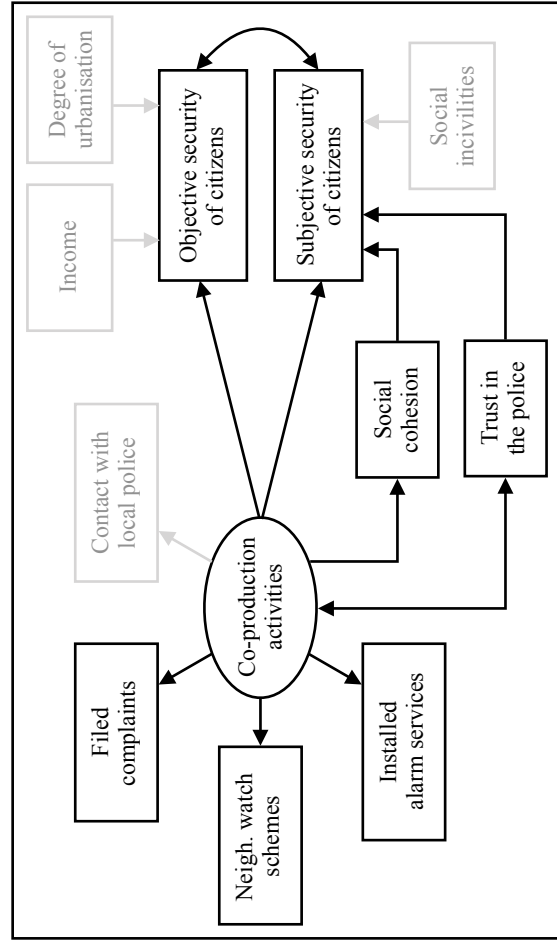 Degree of
urbanisation
Income
Contact with
local police
Filed
complaints
Objective security
of citizens
Co-production
activities
Neigh. watch
schemes
Subjective security
of citizens
Social
incivilities
Social
cohesion
Installed
alarm services
Trust in
the police